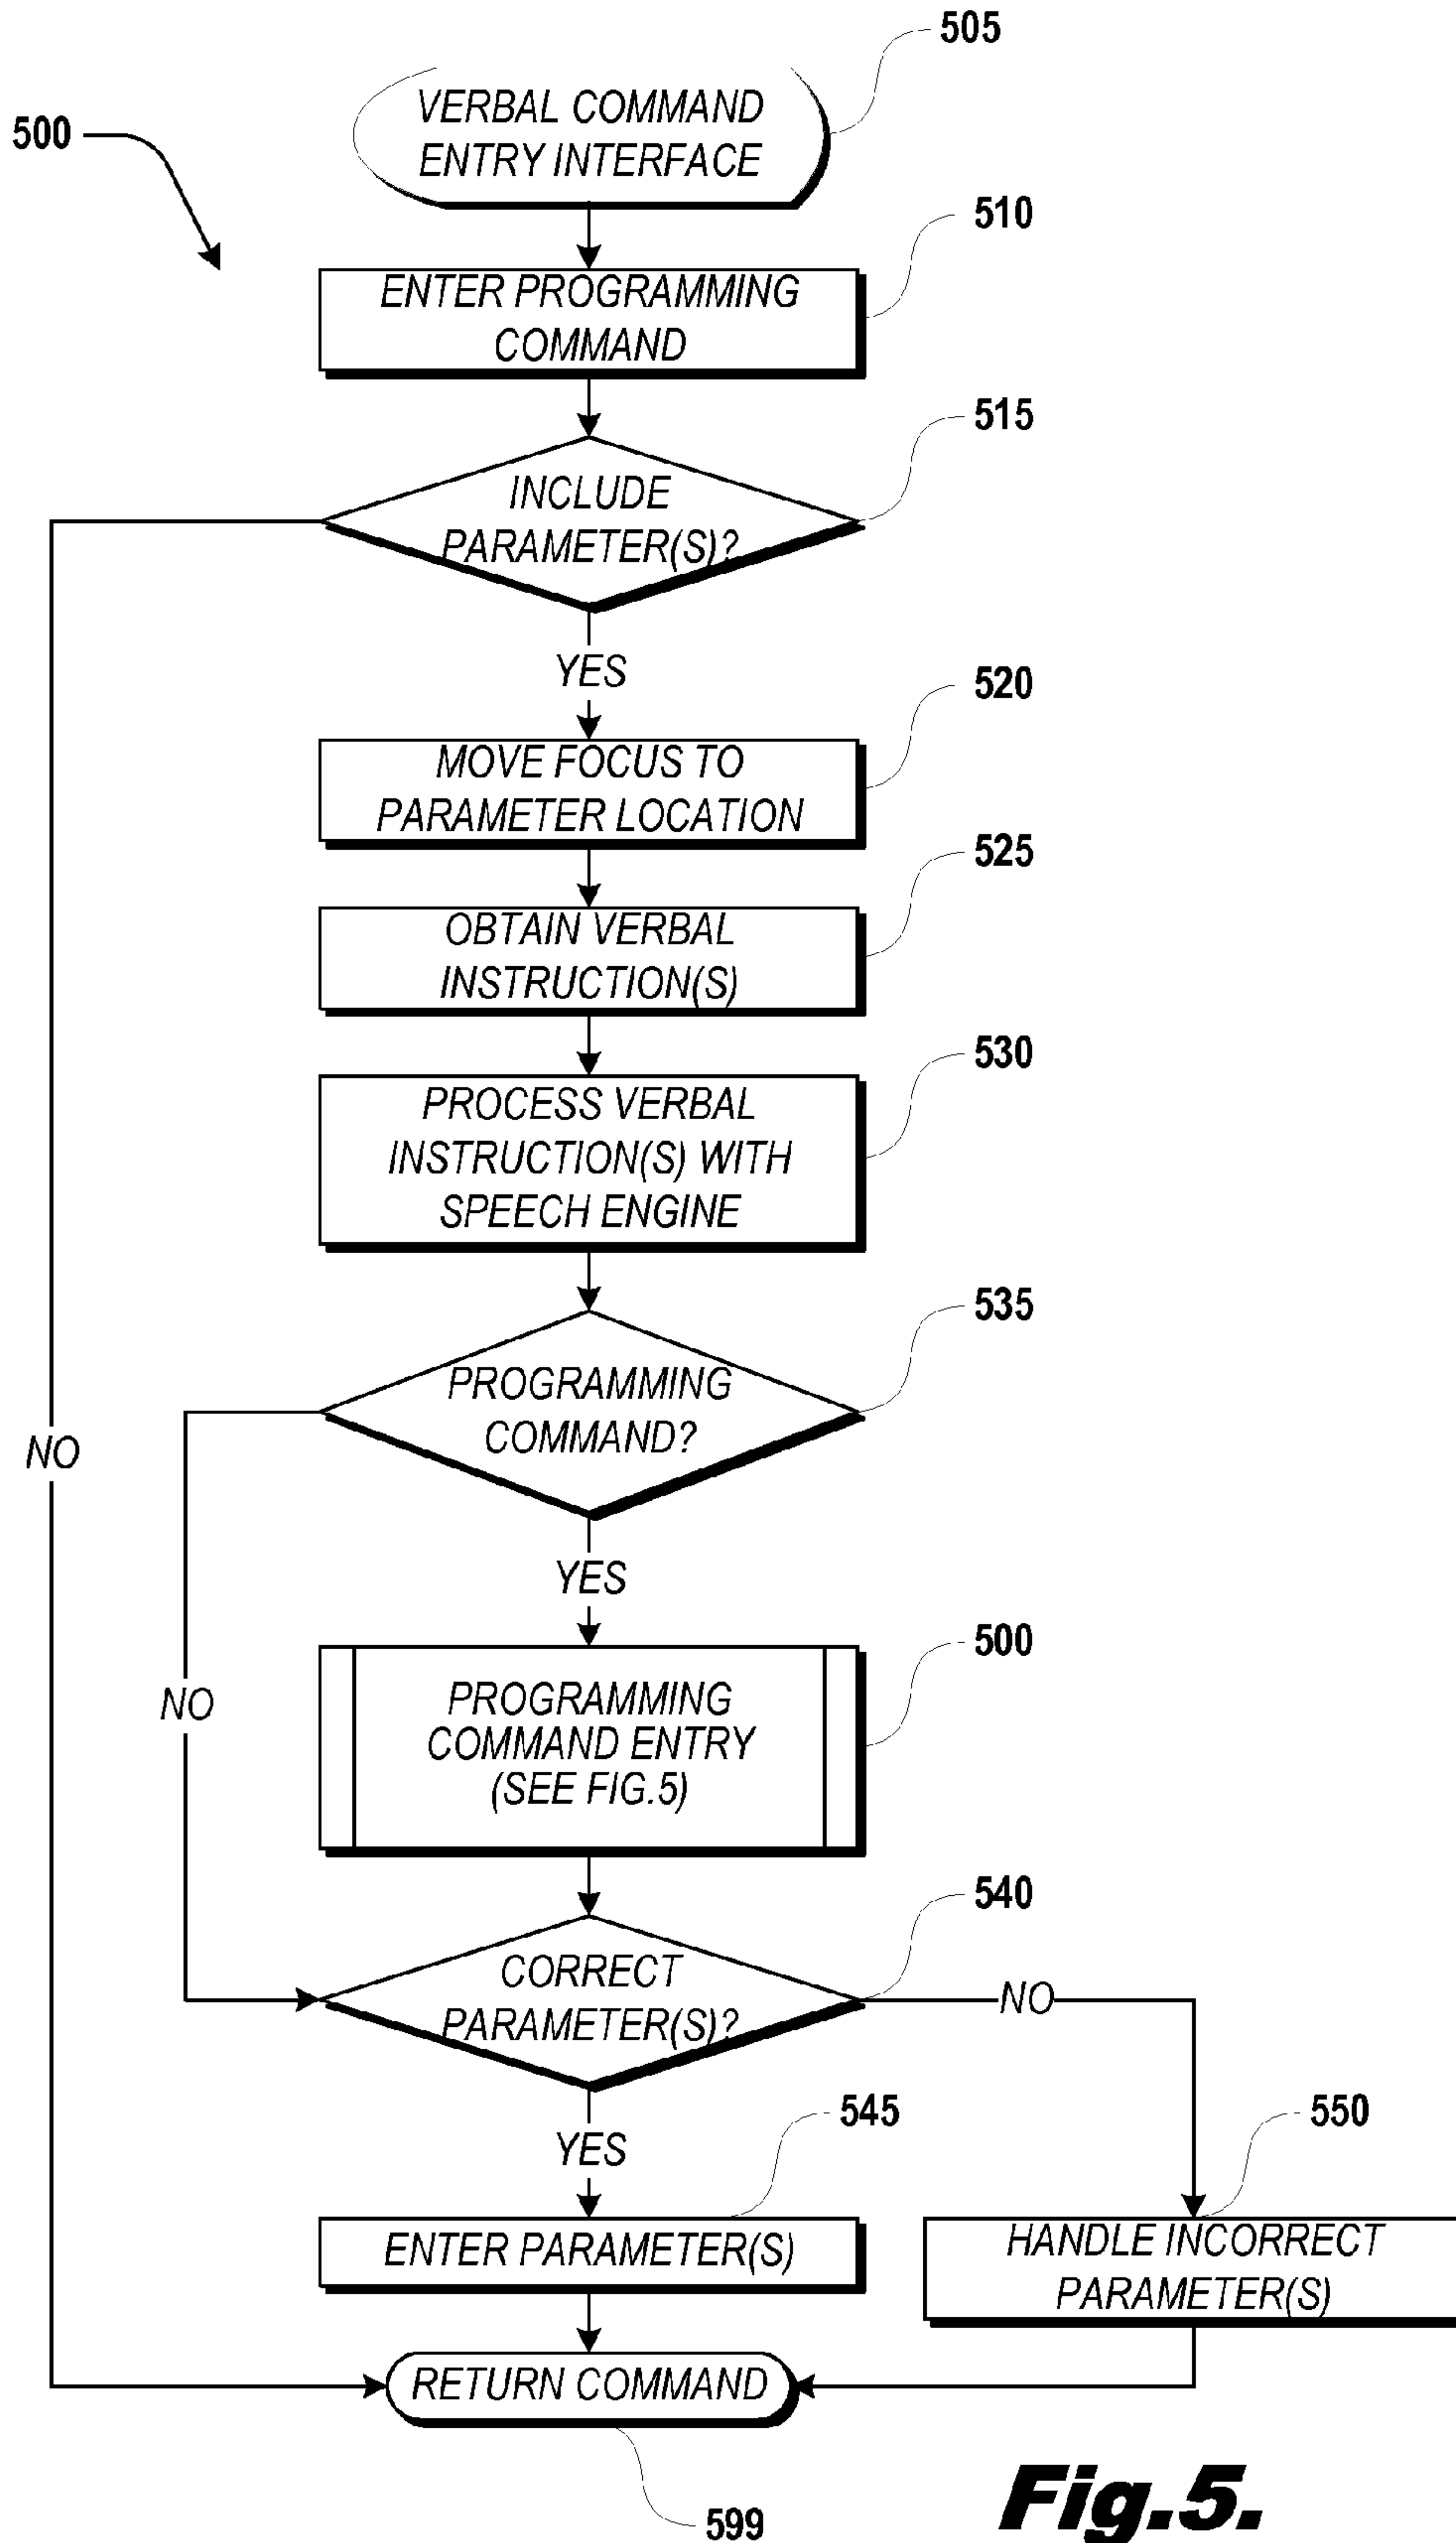 505
VERBAL COMMAND
ENTRY INTERFACE
500
510
ENTER PROGRAMMING
COMMAND
515
INCLUDE
PARAMETER(S)?
YES
520
MOVE FOCUS TO
PARAMETER LOCATION
525
OBTAIN VERBAL
INSTRUCTION(S)
530
PROCESS VERBAL
INSTRUCTION(S) WITH
SPEECH ENGINE
535
PROGRAMMING
COMMAND?
NO
YES
500
PROGRAMMING
COMMAND ENTRY
(SEE FIG.5)
NO
540
CORRECT
PARAMETER(S)?
NO
545
550
YES
ENTER PARAMETER(S)
HANDLE INCORRECT
PARAMETER(S)
RETURN COMMAND
599
Fig.5.